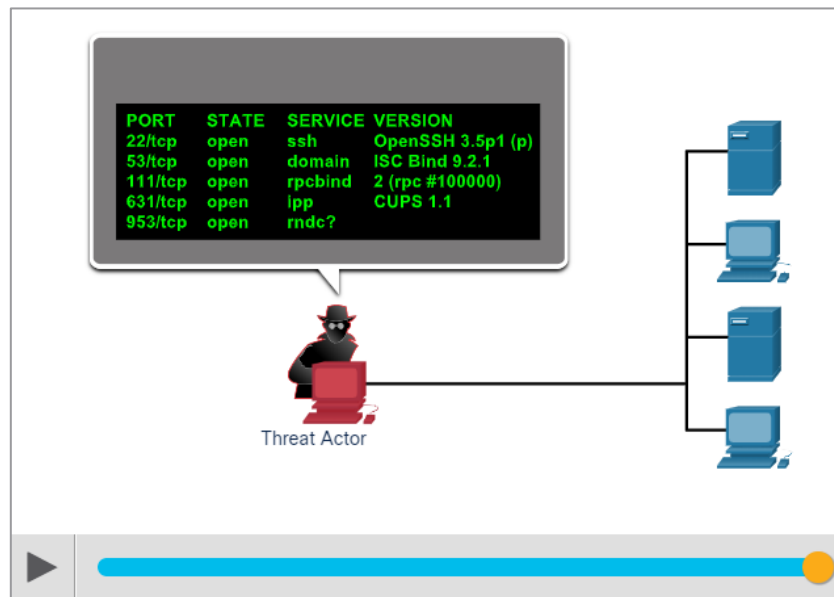 PORT STATE SERVICE VERSION
22/tcp open ssh OpenSSH 3.5p1 (p)
53/tcp open domain ISC Bind 9.2.1
111/tcp open rpcbind 2 (rpc #100000)
631/tcp open ipp CUPS 1.1
953/tcp open rndc?
Threat Actor